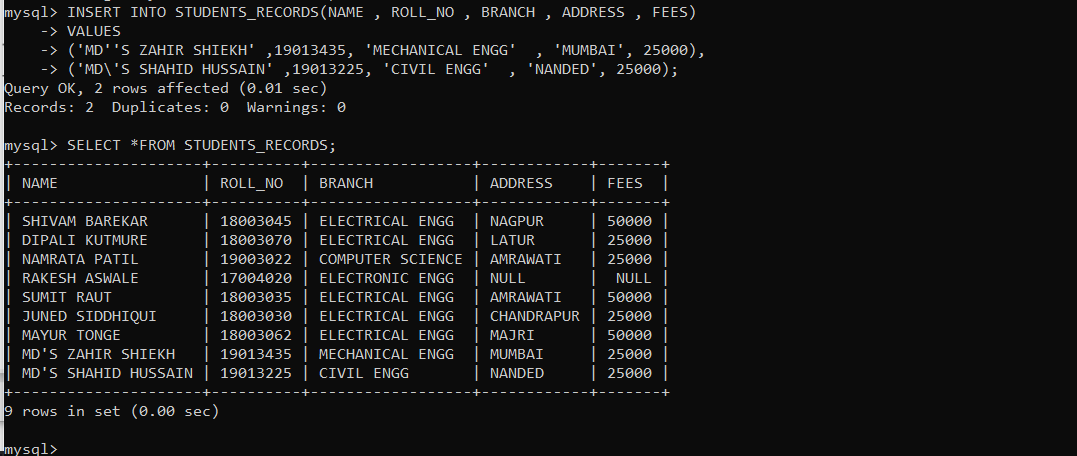 mysql> INSERT INTO STUDENTS_RECORDS(NAME , ROLL_NO , BRANCH , ADDRESS , FEES)
    -> VALUES
    -> ('MD''S ZAHIR SHIEKH' ,19013435, 'MECHANICAL ENGG'  , 'MUMBAI', 25000),
    -> ('MD\'S SHAHID HUSSAIN' ,19013225, 'CIVIL ENGG'  , 'NANDED', 25000);
Query OK, 2 rows affected (0.01 sec)
Records: 2  Duplicates: 0  Warnings: 0
mysql> SELECT *FROM STUDENTS_RECORDS;
+----------------------+----------+------------------+------------+-------+
| NAME                 | ROLL_NO  | BRANCH           | ADDRESS    | FEES  |
+----------------------+----------+------------------+------------+-------+
| SHIVAM BAREKAR       | 18003045 | ELECTRICAL ENGG  | NAGPUR     | 50000 |
| DIPALI KUTMURE       | 18003070 | ELECTRICAL ENGG  | LATUR      | 25000 |
| NAMRATA PATIL        | 19003022 | COMPUTER SCIENCE | AMRAWATI   | 25000 |
| RAKESH ASWALE        | 17004020 | ELECTRONIC ENGG  | NULL       |  NULL |
| SUMIT RAUT           | 18003035 | ELECTRICAL ENGG  | AMRAWATI   | 50000 |
| JUNED SIDDHIQUI      | 18003030 | ELECTRICAL ENGG  | CHANDRAPUR | 25000 |
| MAYUR TONGE          | 18003062 | ELECTRICAL ENGG  | MAJRI      | 50000 |
| MD'S ZAHIR SHIEKH    | 19013435 | MECHANICAL ENGG  | MUMBAI     | 25000 |
| MD'S SHAHID HUSSAIN  | 19013225 | CIVIL ENGG       | NANDED     | 25000 |
+----------------------+----------+------------------+------------+-------+
9 rows in set (0.00 sec)
mysql>